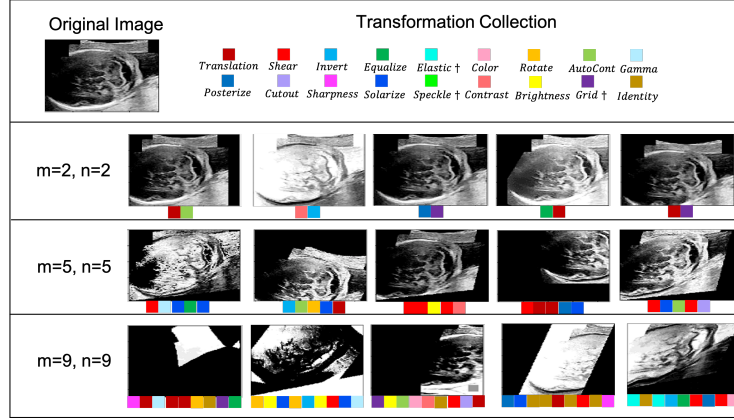 Original Image
Transformation Collection
Translation Shear Invert Equalize Elastic † Color Rotate AutoCont Gamma
Posterize Cutout Sharpness Solarize Speckle † Contrast Brightness Grid † Identity
m=2, n=2
m=5, n=5
m=9, n=9